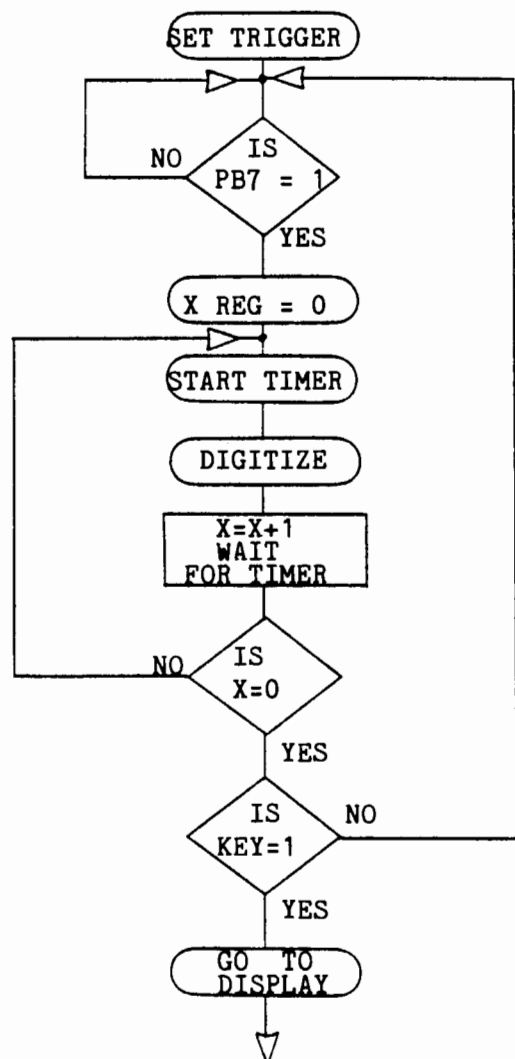 SET TRIGGER
IS
NO
PB7 = 1
YES
X REG = 0
START TIMER
DIGITIZE
X=X+1
WAIT
FOR TIMER
IS
NO
X=0
YES
IS
NO
KEY=1
YES
GO TO
DISPLAY